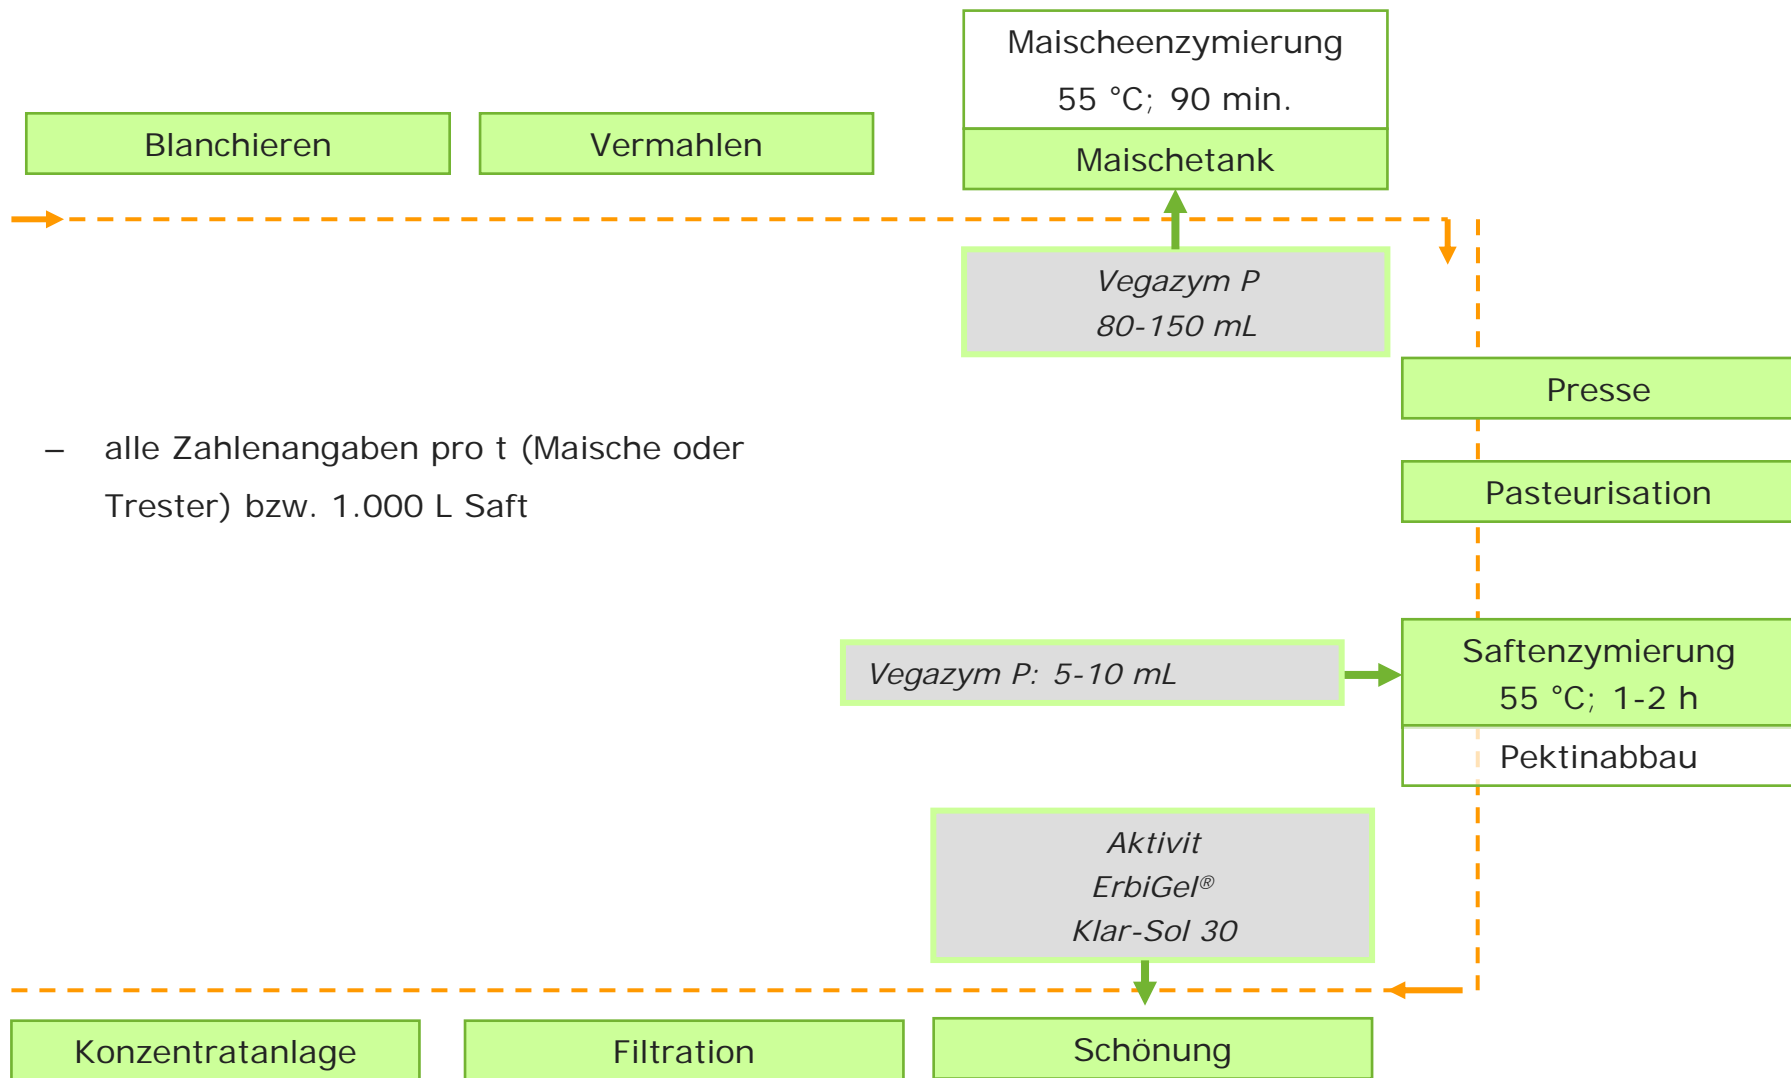 Blanchieren
Vermahlen
Maischeenzymierung
55 °C; 90 min.
Maischetank
Vegazym P
80-150 mL
Presse
– alle Zahlenangaben pro t (Maische oder
Trester) bzw. 1.000 L Saft
Pasteurisation
Vegazym P: 5-10 mL
Saftenzymierung
55 °C; 1-2 h
Pektinabbau
Aktivit
ErbiGel®
Klar-Sol 30
Konzentratanlage
Filtration
Schönung